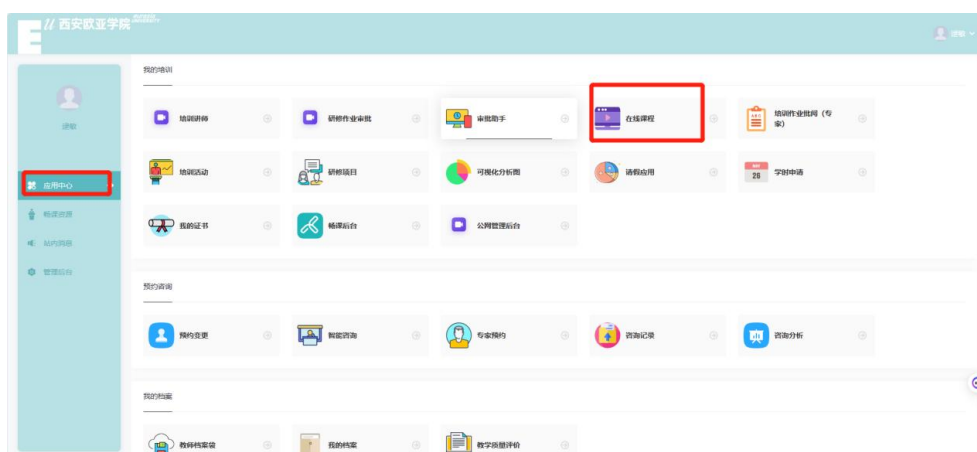 西安欧亚学院
我的培训
培训讲师
研修作业审批
审批助手
在线课程
培训作业批阅（专
家）
应用中心
培训活动
研修项目
可视化分析图
请假应用
学时申请
畅课资源
我的证书
畅课后台
公网管理后台
站内消息
管理后台
预约咨询
预约变更
智能咨询
专家预约
咨询记录
咨询分析
我的档案
教师档案袋
我的档案
教学质量评价